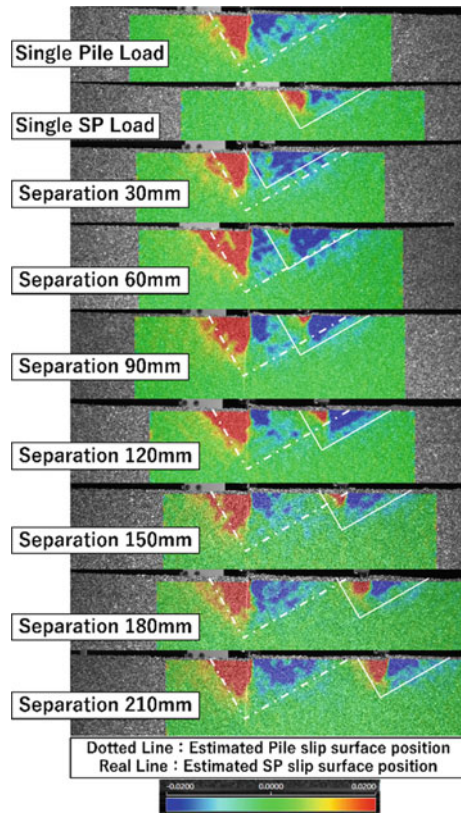 Single Pile Load
Single SP Load
Separation 30mm
Separation 60mm
Separation 90mm
Separation 120mm
Separation 150mm
Separation 180mm
Separation 210mm
Dotted Line：Estimated Pile slip surface position
Real Line：Estimated SP slip surface position
-0.0200 0.0000 0.0200